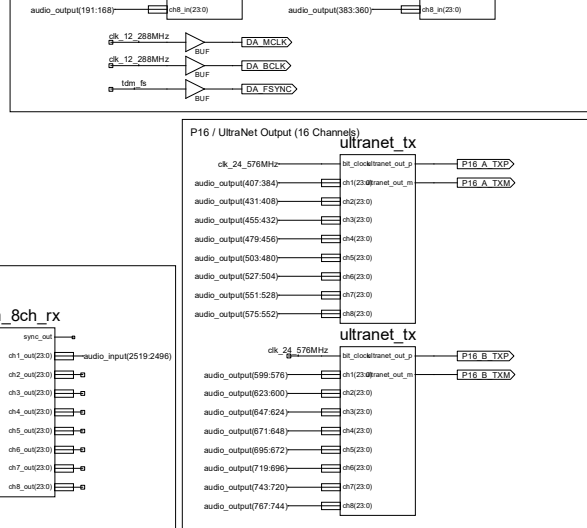 audio_output(191:168) ch8_in(23:0)
audio_output(383:360) ch8_in(23:0)
clk_12_288MHz BUF DA_MCLK
clk_12_288MHz BUF DA_BCLK
tdm_fs BUF DA_FSYNC
P16 / UltraNet Output (16 Channels)
ultranet_tx
clk_24_576MHz bit_clock ultranet_out_p P16_A_TXP
audio_output(407:384) ch1(23:0) ultranet_out_m P16_A_TXM
audio_output(431:408) ch2(23:0)
audio_output(455:432) ch3(23:0)
audio_output(479:456) ch4(23:0)
audio_output(503:480) ch5(23:0)
audio_output(527:504) ch6(23:0)
audio_output(551:528) ch7(23:0)
audio_output(575:552) ch8(23:0)
_8ch_rx
sync_out
ch1_out(23:0) audio_input(2519:2496)
ch2_out(23:0)
ch3_out(23:0)
ch4_out(23:0)
ch5_out(23:0)
ch6_out(23:0)
ch7_out(23:0)
ch8_out(23:0)
ultranet_tx
clk_24_576MHz bit_clock ultranet_out_p P16_B_TXP
audio_output(599:576) ch1(23:0) ultranet_out_m P16_B_TXM
audio_output(623:600) ch2(23:0)
audio_output(647:624) ch3(23:0)
audio_output(671:648) ch4(23:0)
audio_output(695:672) ch5(23:0)
audio_output(719:696) ch6(23:0)
audio_output(743:720) ch7(23:0)
audio_output(767:744) ch8(23:0)